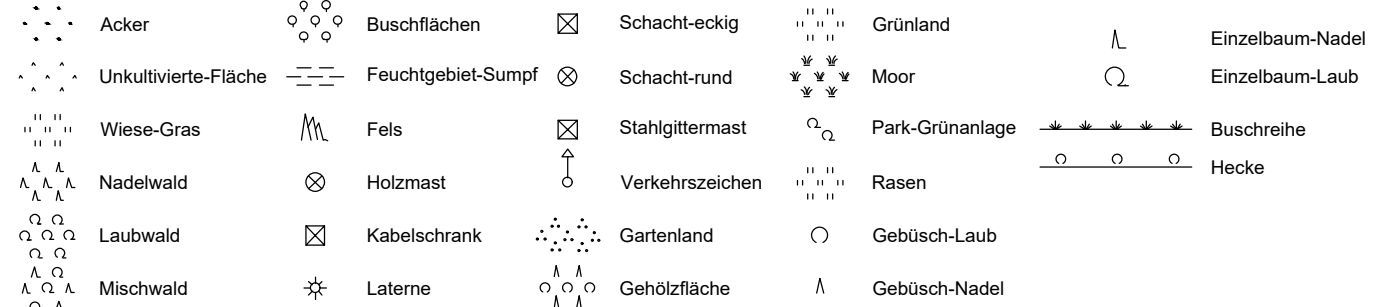 Acker
Unkultivierte-Fläche
Wiese-Gras
Nadelwald
Laubwald
Mischwald
Buschflächen
Feuchtgebiet-Sumpf
Fels
Holzmast
Kabelschrank
Laterne
Schacht-eckig
Schacht-rund
Stahlgittermast
Verkehrszeichen
Gartenland
Gehölzfläche
Grünland
Moor
Park-Grünanlage
Rasen
Gebüsch-Laub
Gebüsch-Nadel
Einzelbaum-Nadel
Einzelbaum-Laub
Buschreihe
Hecke